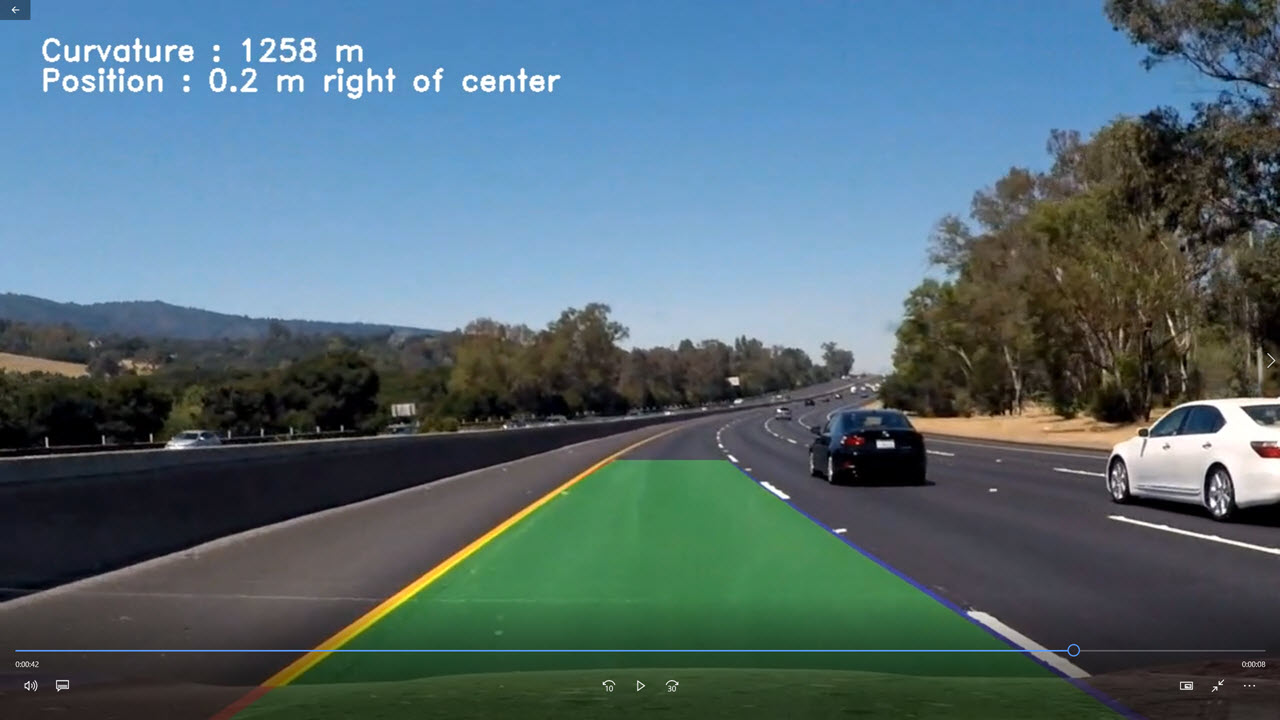 Curvature : 1258 m
Position : 0.2 m right of center
0:00:42
0:00:08
10
30